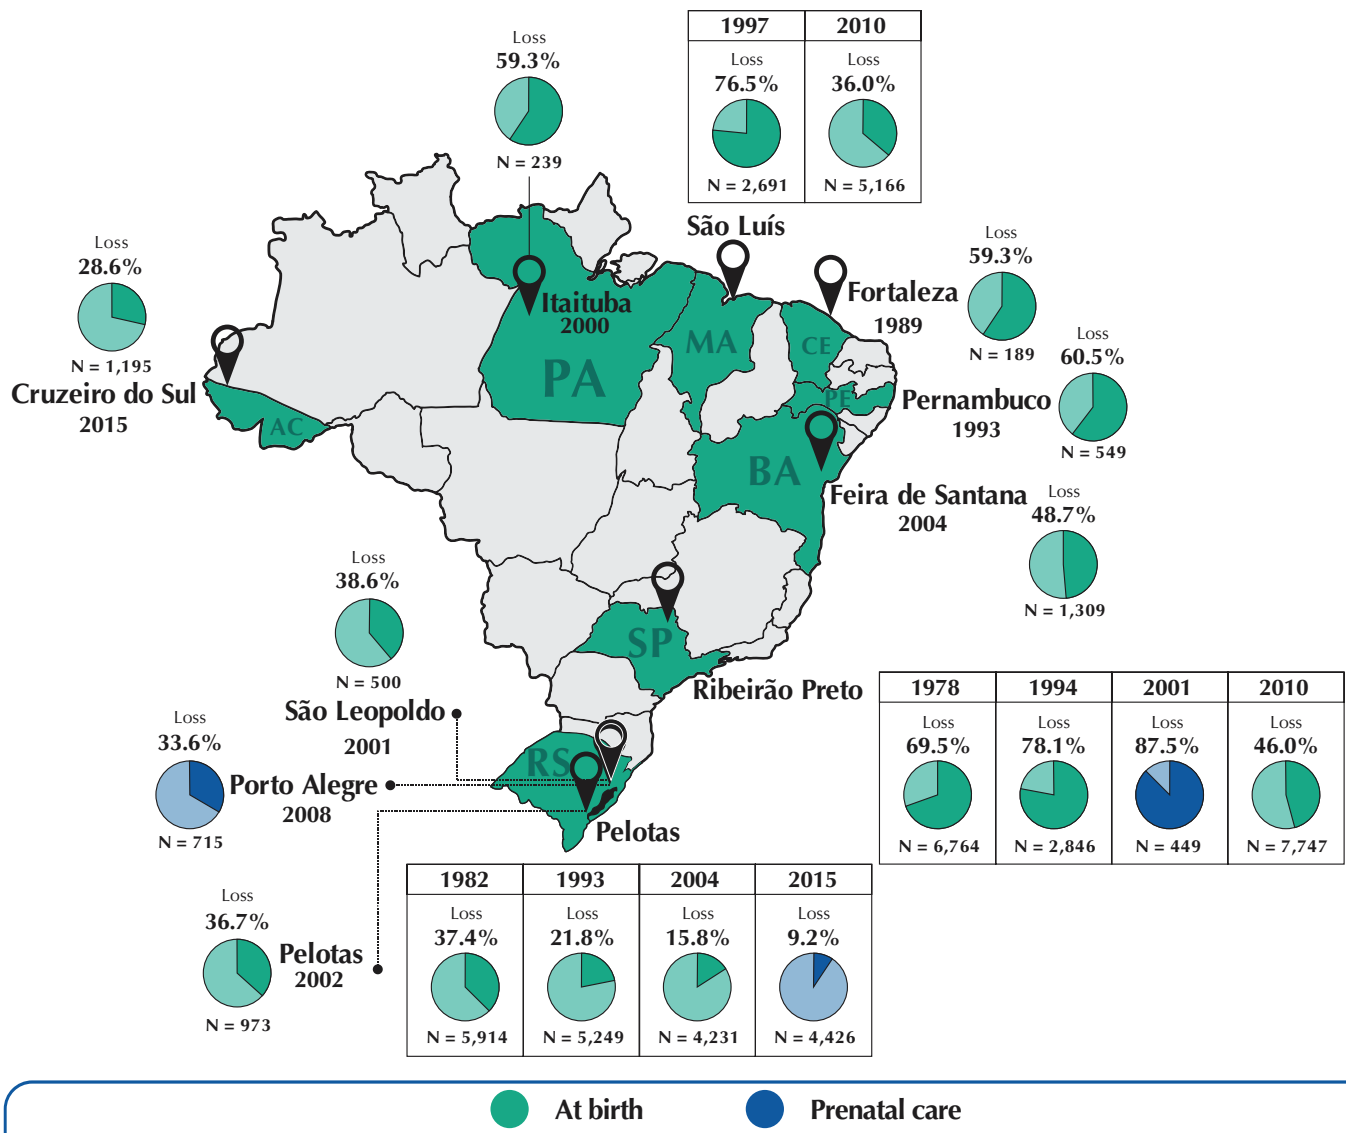 Loss
59.3%
N = 239
1997
2010
Loss
76.5%
N = 2,691
Loss
36.0%
N = 5,166
São Luís
Loss
28.6%
N = 1,195
Cruzeiro do Sul
2015
Itaituba
2000
Fortaleza
1989
Loss
59.3%
N = 189
Loss
60.5%
N = 549
Pernambuco
1993
Feira de Santana
2004
Loss
48.7%
N = 1,309
PA
MA
CE
PE
AC
BA
SP
RS
Loss
38.6%
N = 500
São Leopoldo
2001
Loss
33.6%
N = 715
Porto Alegre
2008
Ribeirão Preto
1978
1994
2001
2010
Loss
69.5%
N = 6,764
Loss
78.1%
N = 2,846
Loss
87.5%
N = 449
Loss
46.0%
N = 7,747
Pelotas
Loss
36.7%
N = 973
Pelotas
2002
1982
1993
2004
2015
Loss
37.4%
N = 5,914
Loss
21.8%
N = 5,249
Loss
15.8%
N = 4,231
Loss
9.2%
N = 4,426
At birth
Prenatal care